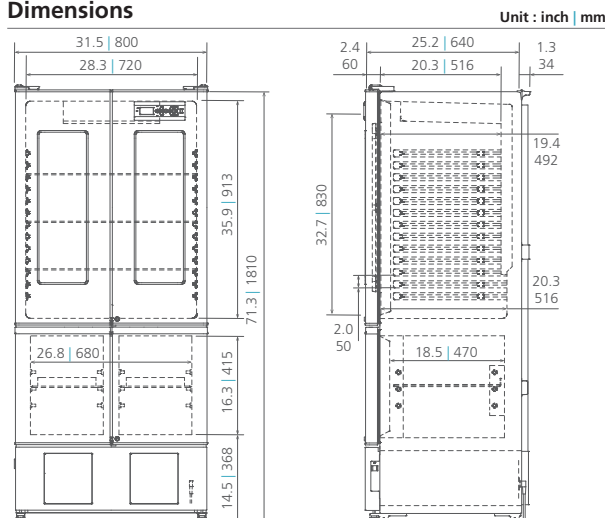 Dimensions
Unit : inch | mm
31.5 | 800
28.3 | 720
35.9 | 913
71.3 | 1810
26.8 | 680
16.3 | 415
14.5 | 368
2.4
60
25.2 | 640
1.3
34
20.3 | 516
19.4
492
32.7 | 830
20.3
516
2.0
50
18.5 | 470